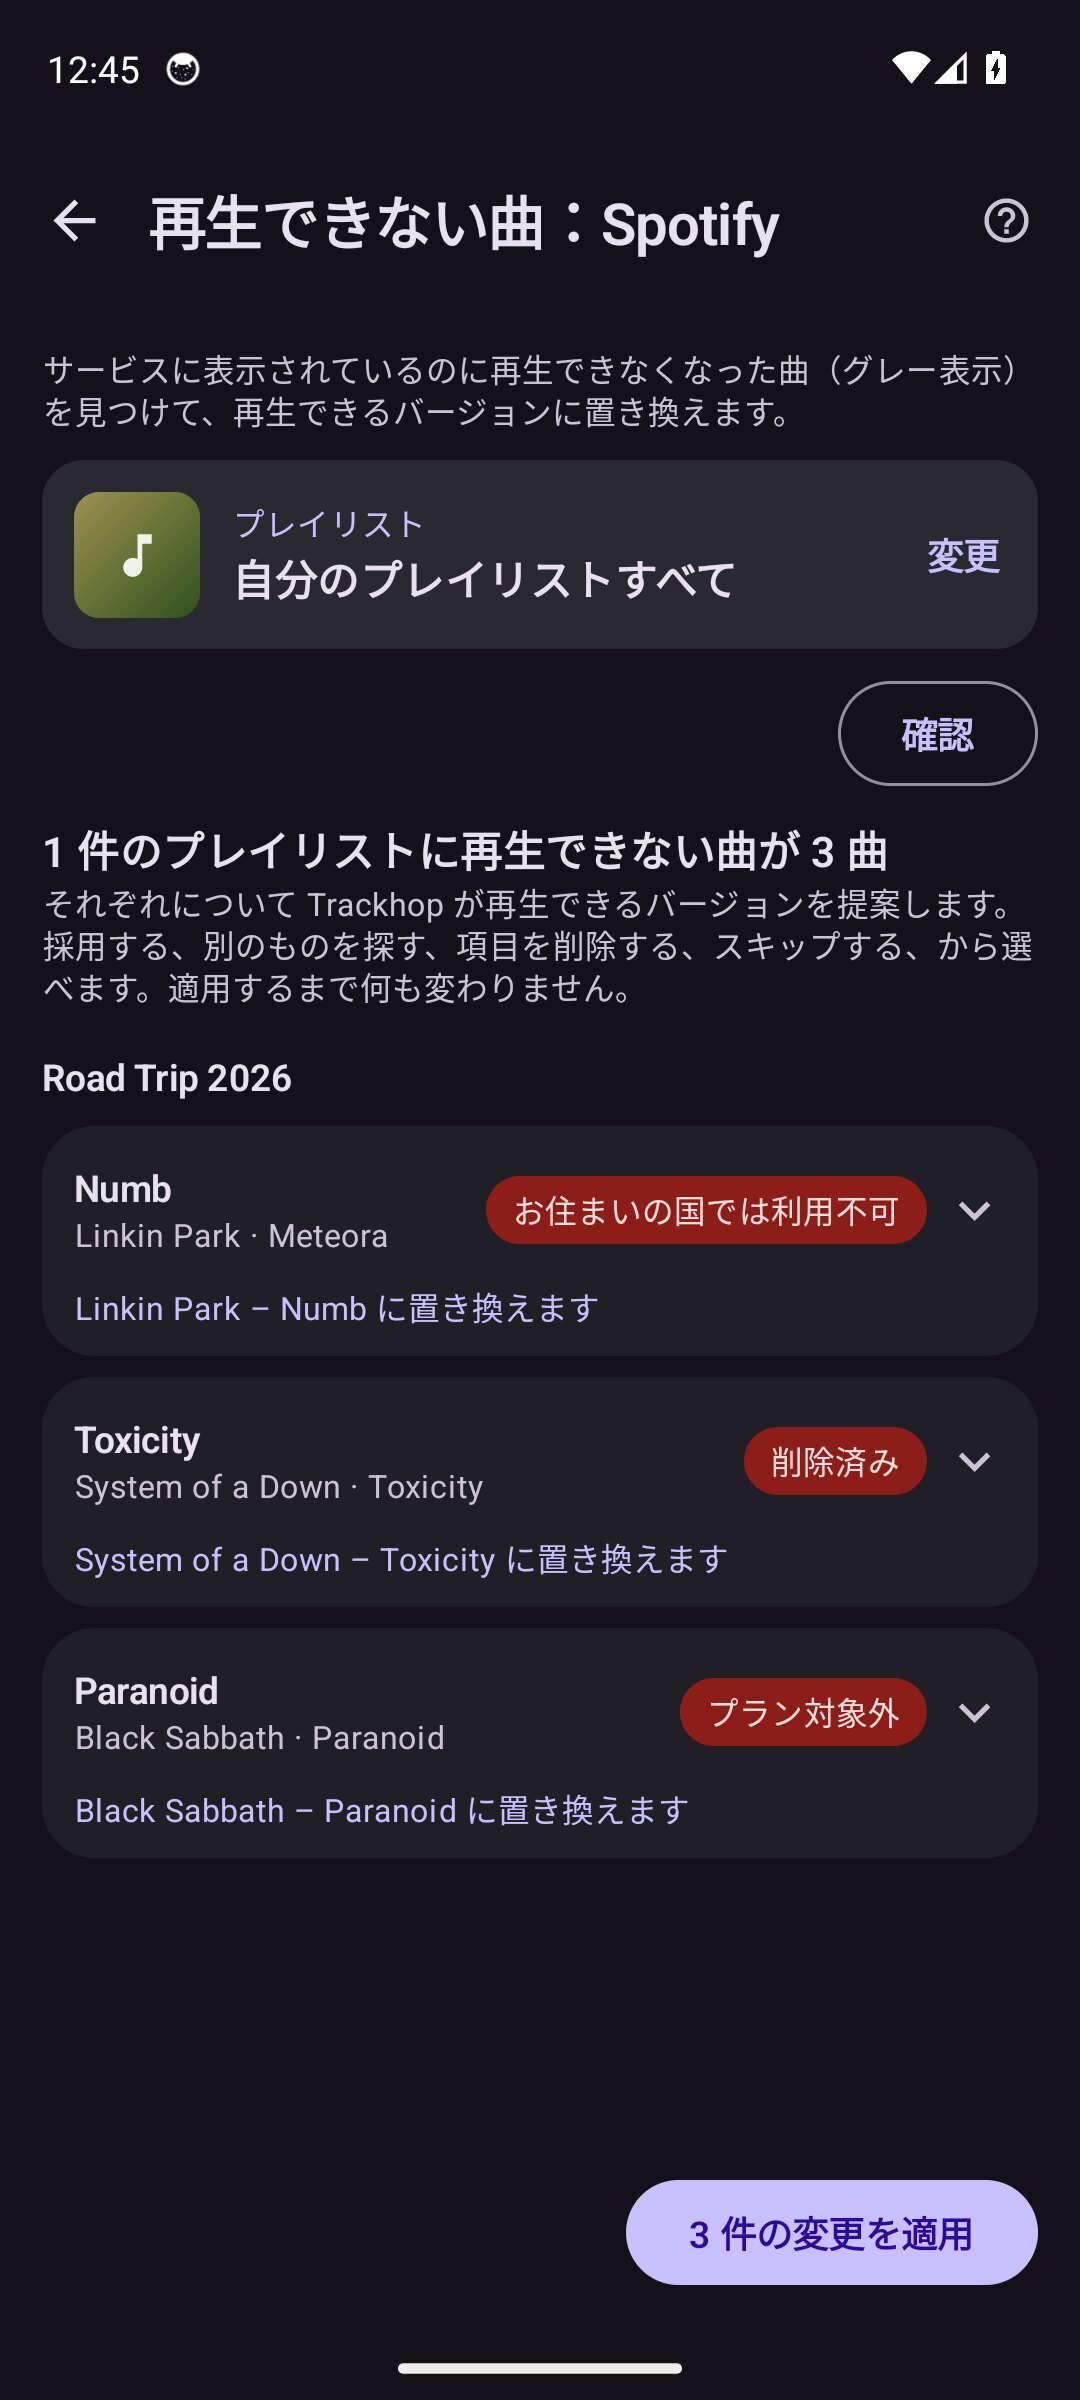 12:45
再生できない曲：Spotify
サービスに表示されているのに再生できなくなった曲（グレー表示）
を見つけて、再生できるバージョンに置き換えます。
プレイリスト
自分のプレイリストすべて
変更
確認
1 件のプレイリストに再生できない曲が 3 曲
それぞれについて Trackhop が再生できるバージョンを提案します。
採用する、別のものを探す、項目を削除する、スキップする、から選
べます。適用するまで何も変わりません。
Road Trip 2026
Numb
Linkin Park · Meteora
お住まいの国では利用不可
Linkin Park – Numb に置き換えます
Toxicity
System of a Down · Toxicity
削除済み
System of a Down – Toxicity に置き換えます
Paranoid
Black Sabbath · Paranoid
プラン対象外
Black Sabbath – Paranoid に置き換えます
3 件の変更を適用